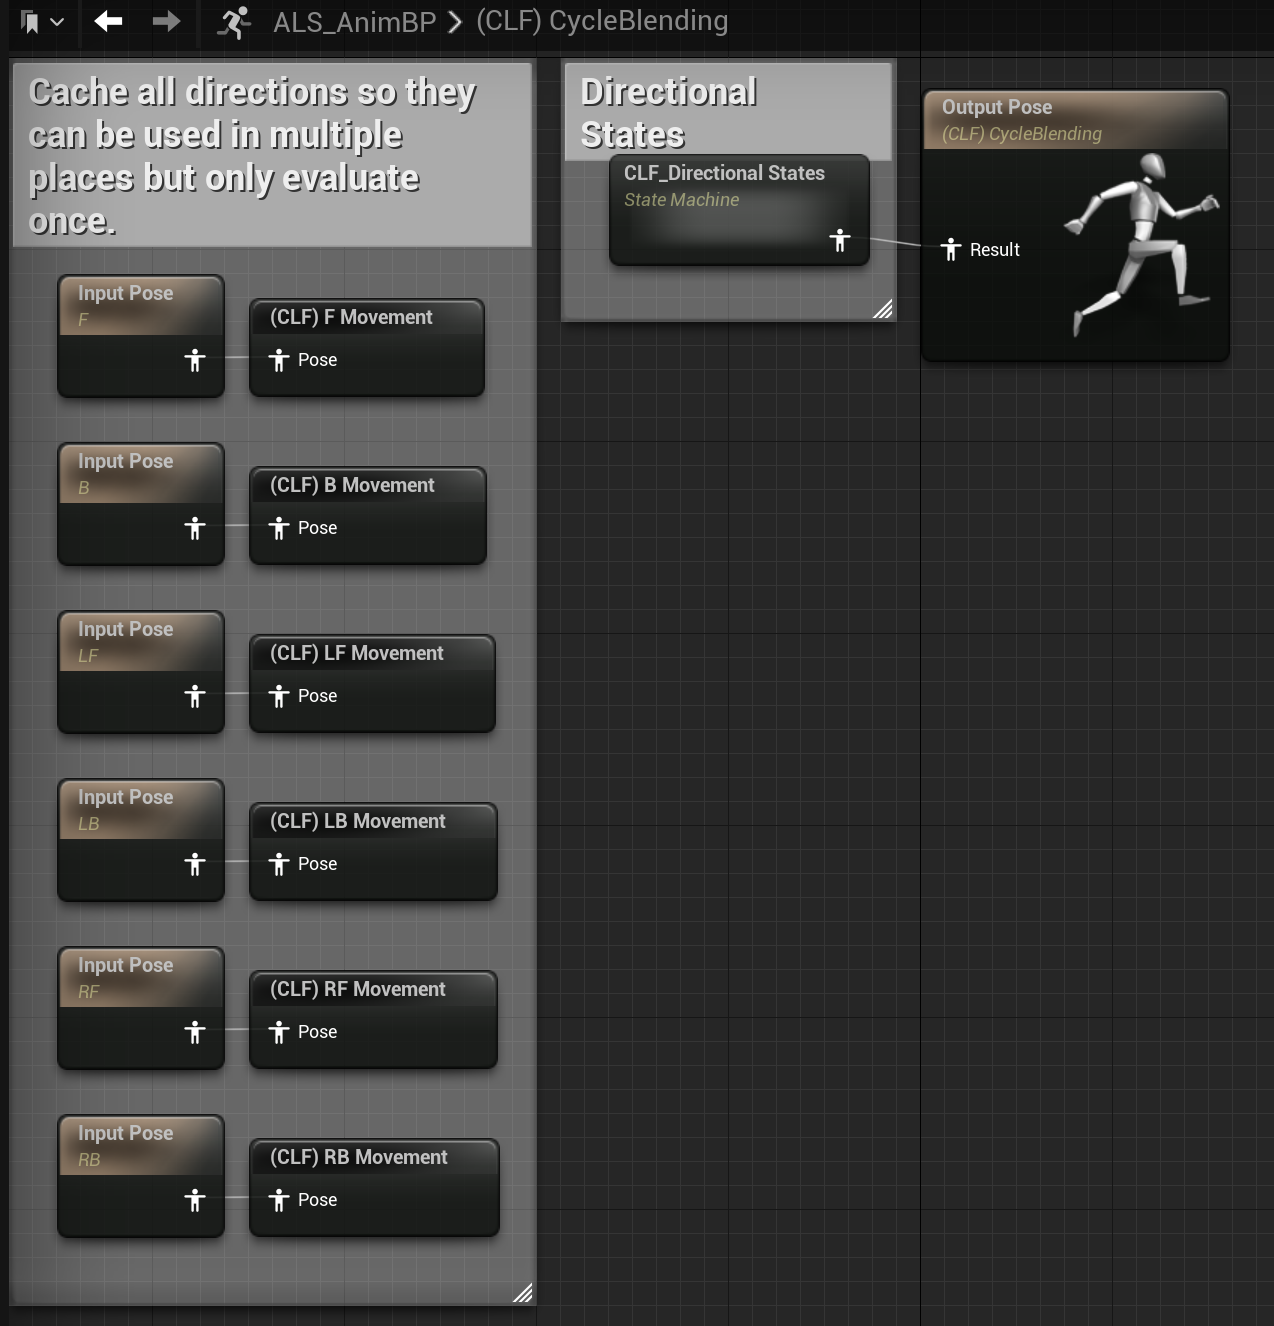 ALS_AnimBP > (CLF) CycleBlending
Cache all directions so they
can be used in multiple
places but only evaluate
once.
Directional
States
CLF_Directional States
State Machine
Output Pose
(CLF) CycleBlending
Result
Input Pose
F
(CLF) F Movement
Pose
Input Pose
B
(CLF) B Movement
Pose
Input Pose
LF
(CLF) LF Movement
Pose
Input Pose
LB
(CLF) LB Movement
Pose
Input Pose
RF
(CLF) RF Movement
Pose
Input Pose
RB
(CLF) RB Movement
Pose